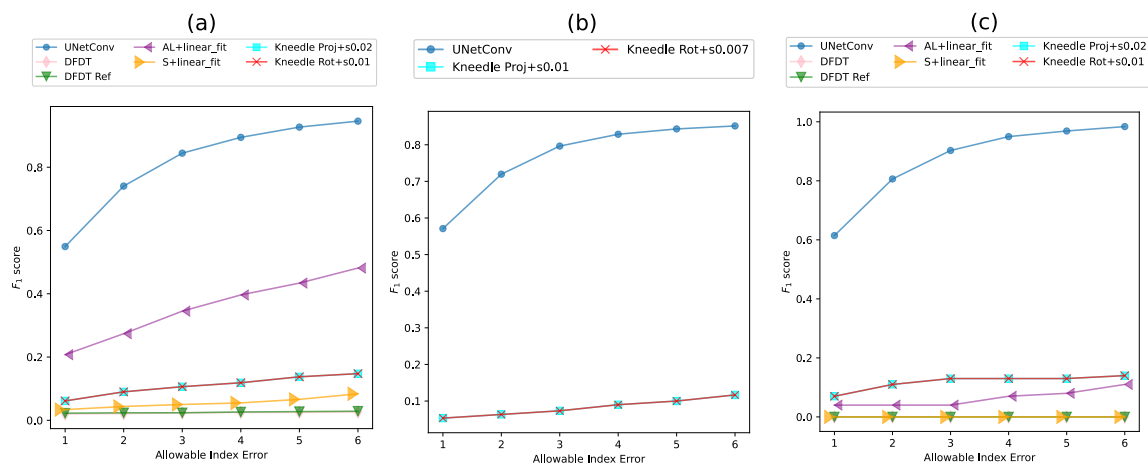 (a)
UNetConv
DFDT
DFDT Ref
AL+linear_fit
S+linear_fit
Kneedle Proj+s0.02
Kneedle Rot+s0.01
0.8
0.6
0.4
0.2
0.0
F1 score
1 2 3 4 5 6
Allowable Index Error
(b)
UNetConv
Kneedle Proj+s0.01
Kneedle Rot+s0.007
0.8
0.7
0.6
0.5
0.4
0.3
0.2
0.1
F1 score
1 2 3 4 5 6
Allowable Index Error
(c)
UNetConv
DFDT
DFDT Ref
AL+linear_fit
S+linear_fit
Kneedle Proj+s0.02
Kneedle Rot+s0.01
1.0
0.8
0.6
0.4
0.2
0.0
F1 score
1 2 3 4 5 6
Allowable Index Error